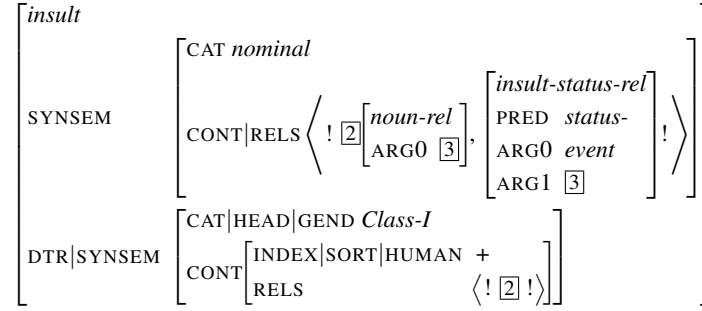 insult
CAT nominal
insult-status-rel
SYNSEM CONT|RELS ⟨ ! [2] noun-rel , PRED status- ! ⟩
ARG0 [3] ARG0 event
ARG1 [3]
CAT|HEAD|GEND Class-I
DTR|SYNSEM CONT INDEX|SORT|HUMAN +
RELS ⟨! [2] !⟩